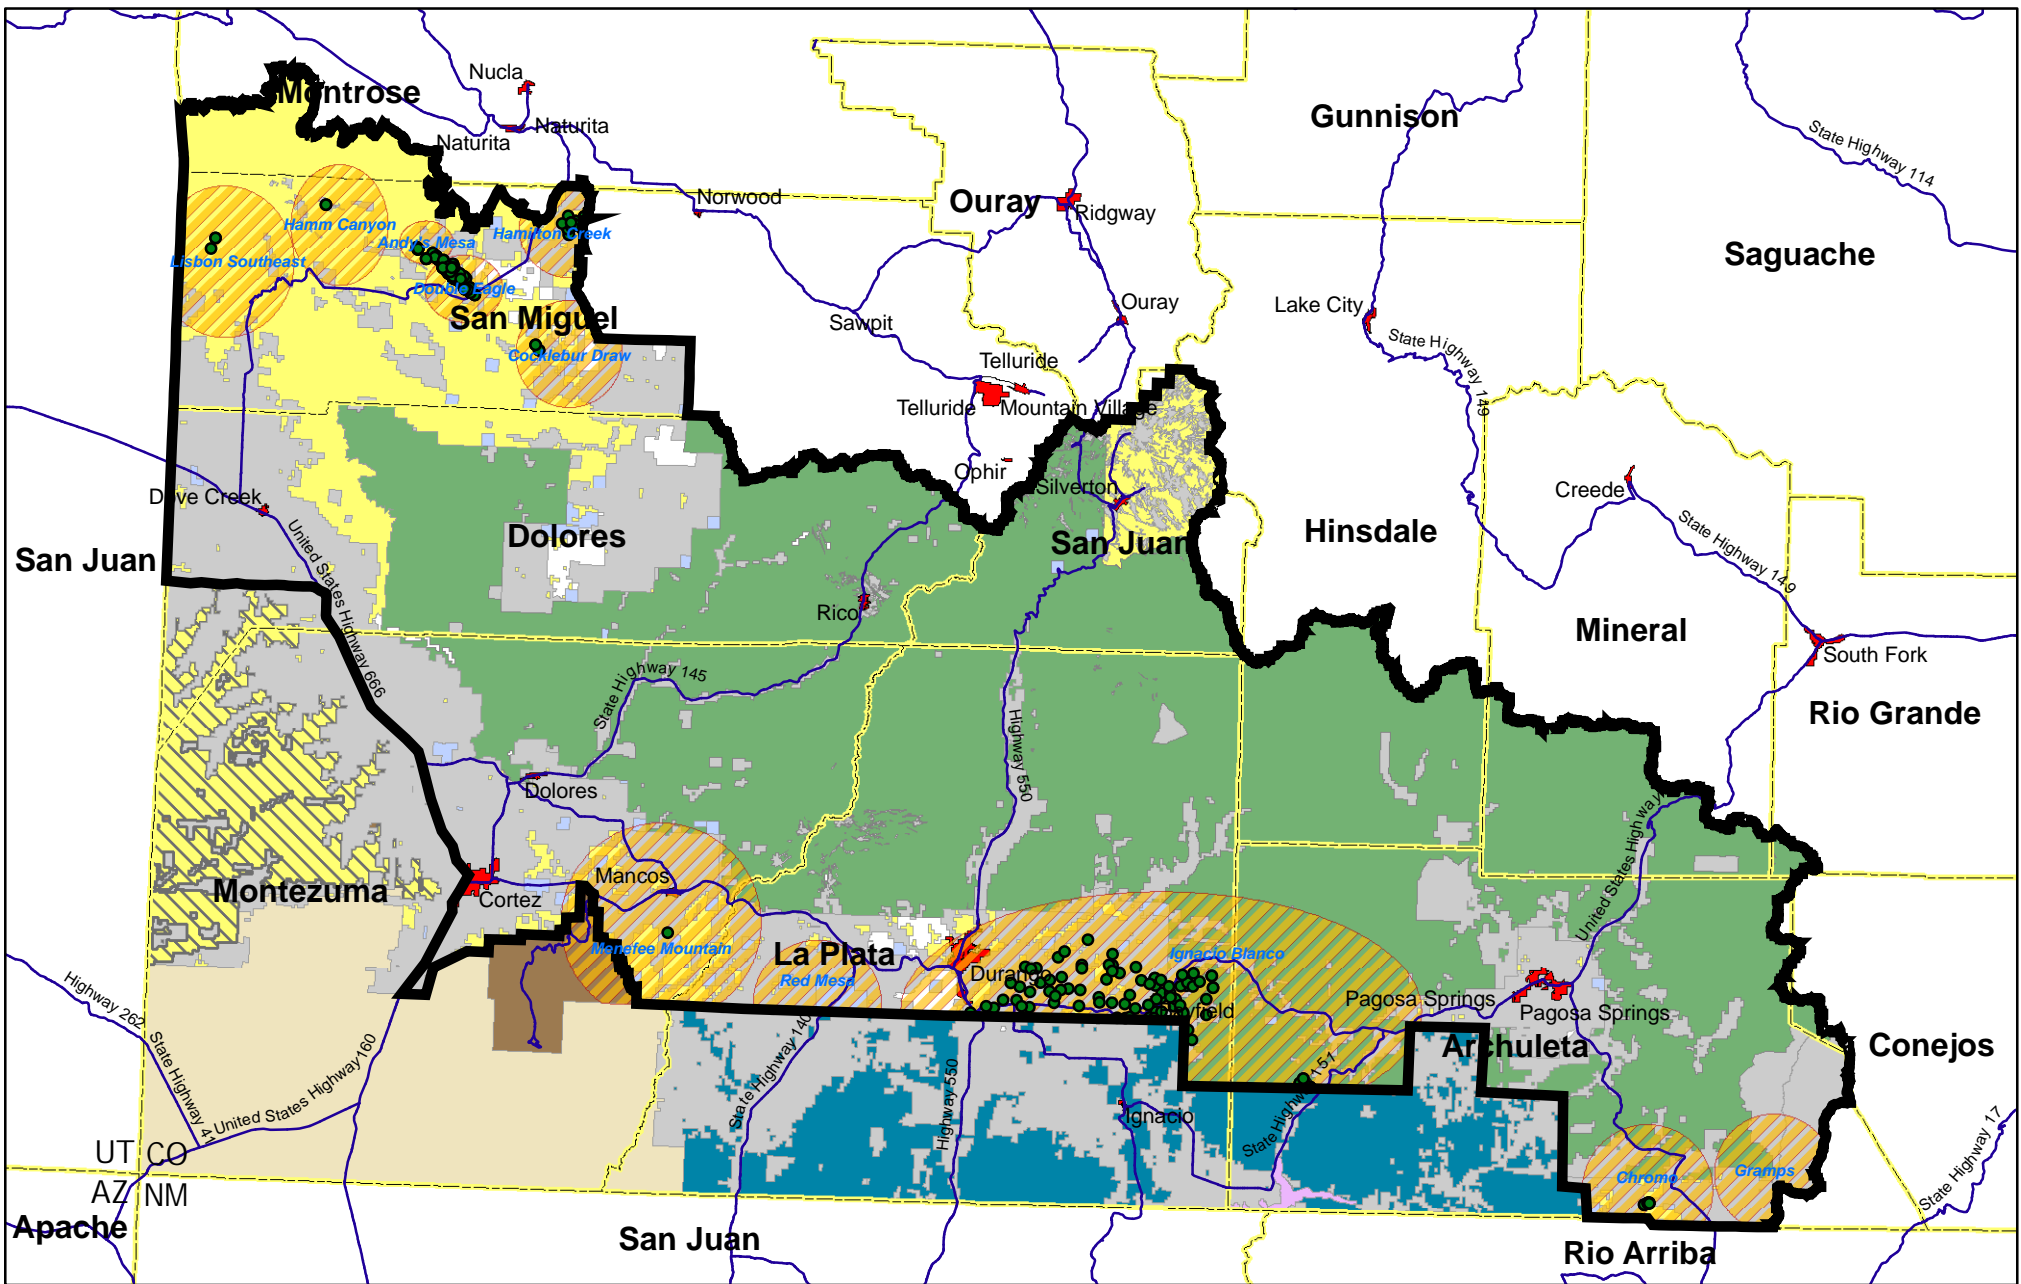 Nucla
Montrose
Naturita
Naturita
Gunnison
State Highway 114
Norwood
Ouray
Ridgway
Hamm Canyon
Andy's Mesa
Hamilton Creek
Lisbon Southeast
Saguache
Double Eagle
San Miguel
Sawpit
Ouray
Lake City
State Highway 149
Cocklebur Draw
Telluride
Telluride
Mountain Village
Ophir
Silverton
Dove Creek
Creede
State Highway 149
United States Highway 666
Dolores
San Juan
Hinsdale
San Juan
Rico
Mineral
South Fork
State Highway 145
Rio Grande
Highway 550
Dolores
United States Highway
Mancos
Montezuma
Cortez
Menefee Mountain
La Plata
Red Mesa
Ignacio Blanco
Durango
Pagosa Springs
Pagosa Springs
Highway 262
State Highway 41
United States Highway160
State Highway 140
Highway 550
State Highway 151
Archuleta
Conejos
Ignacio
UT
CO
AZ
NM
State Highway 17
Chromo
Gramps
Apache
San Juan
Rio Arriba